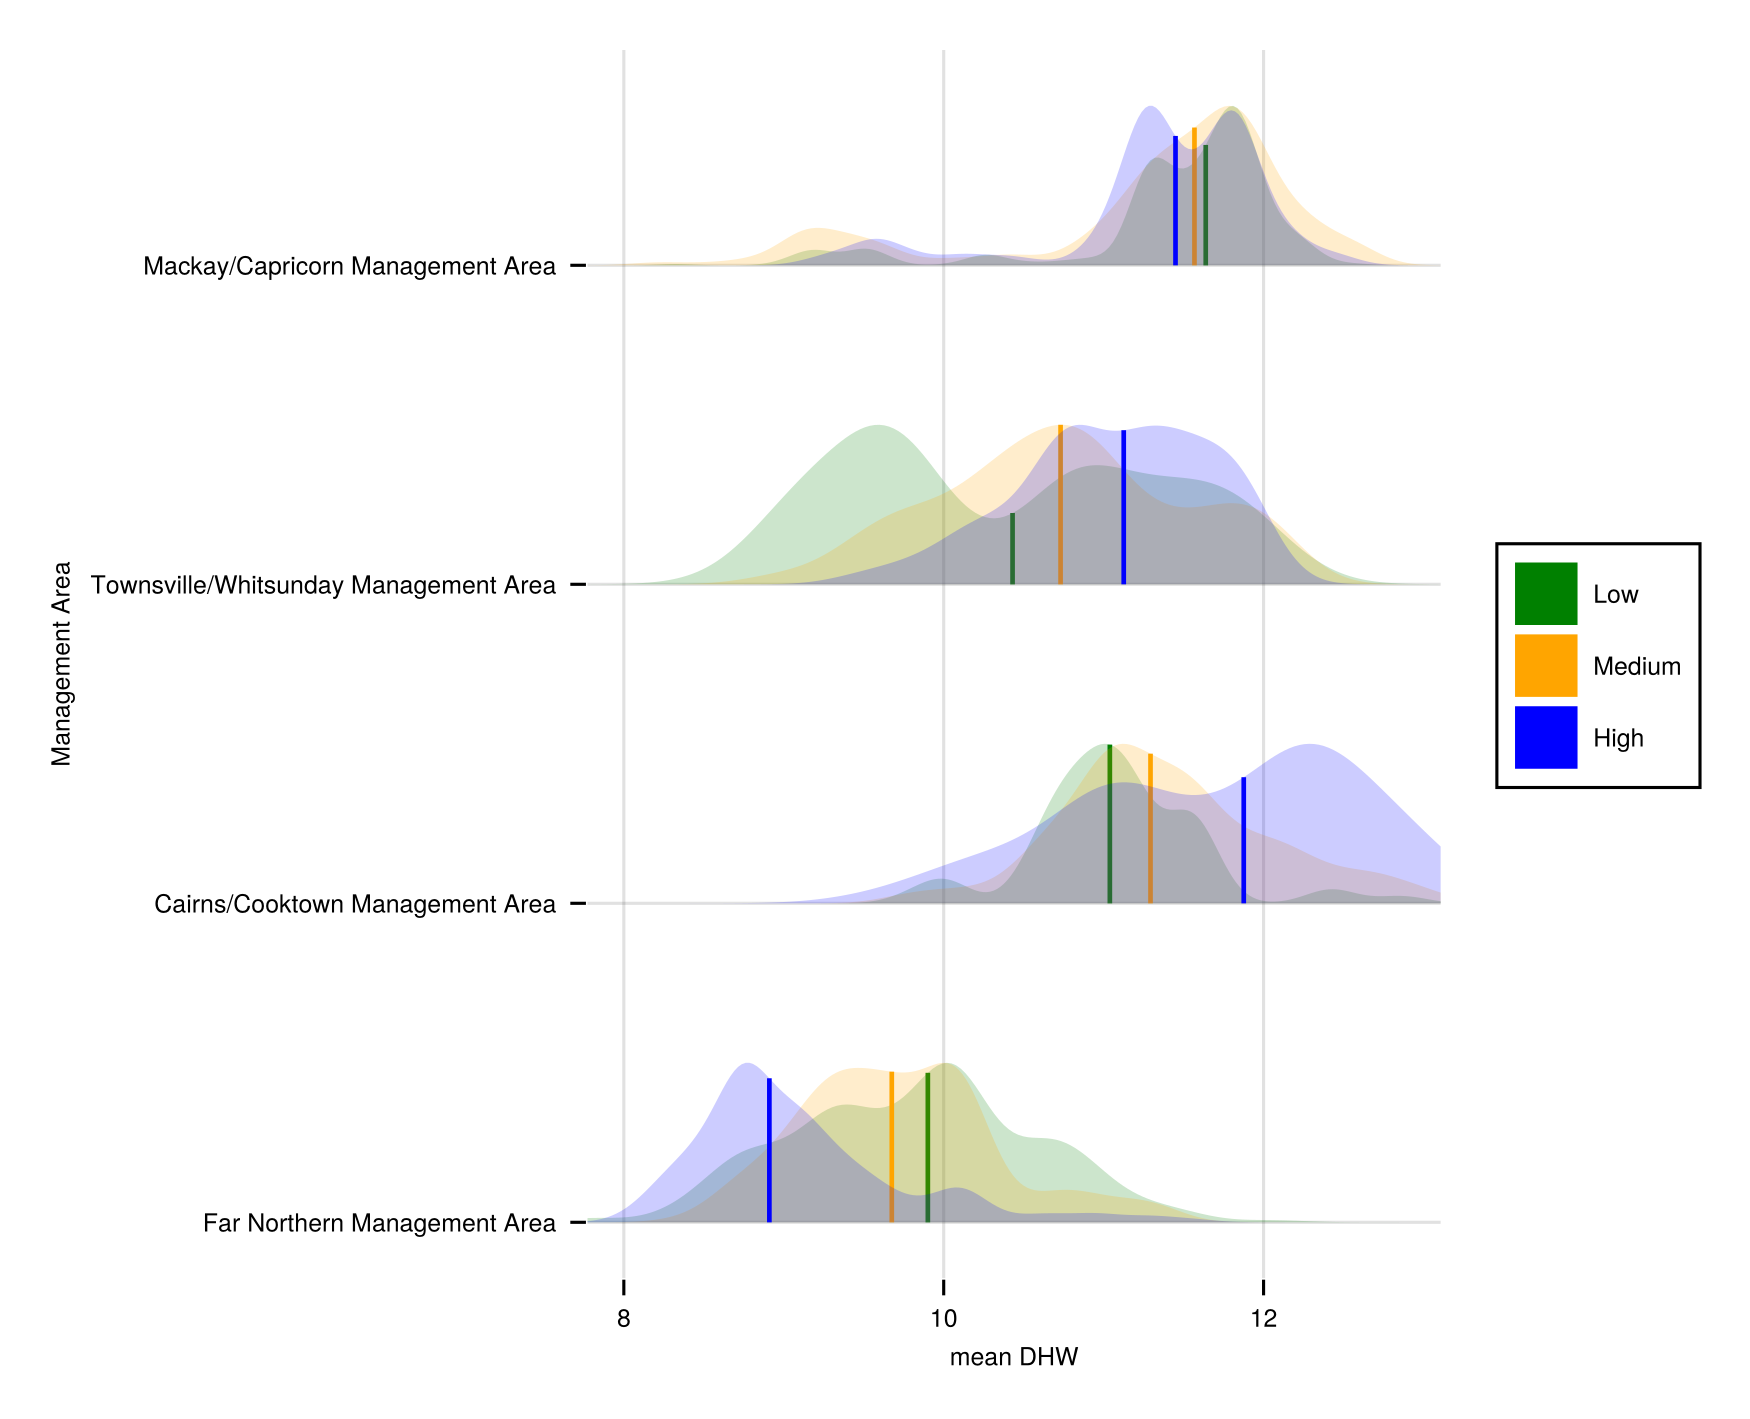 Mackay/Capricorn Management Area
Townsville/Whitsunday Management Area
Cairns/Cooktown Management Area
Far Northern Management Area
Management Area
8
10
12
mean DHW
Low
Medium
High